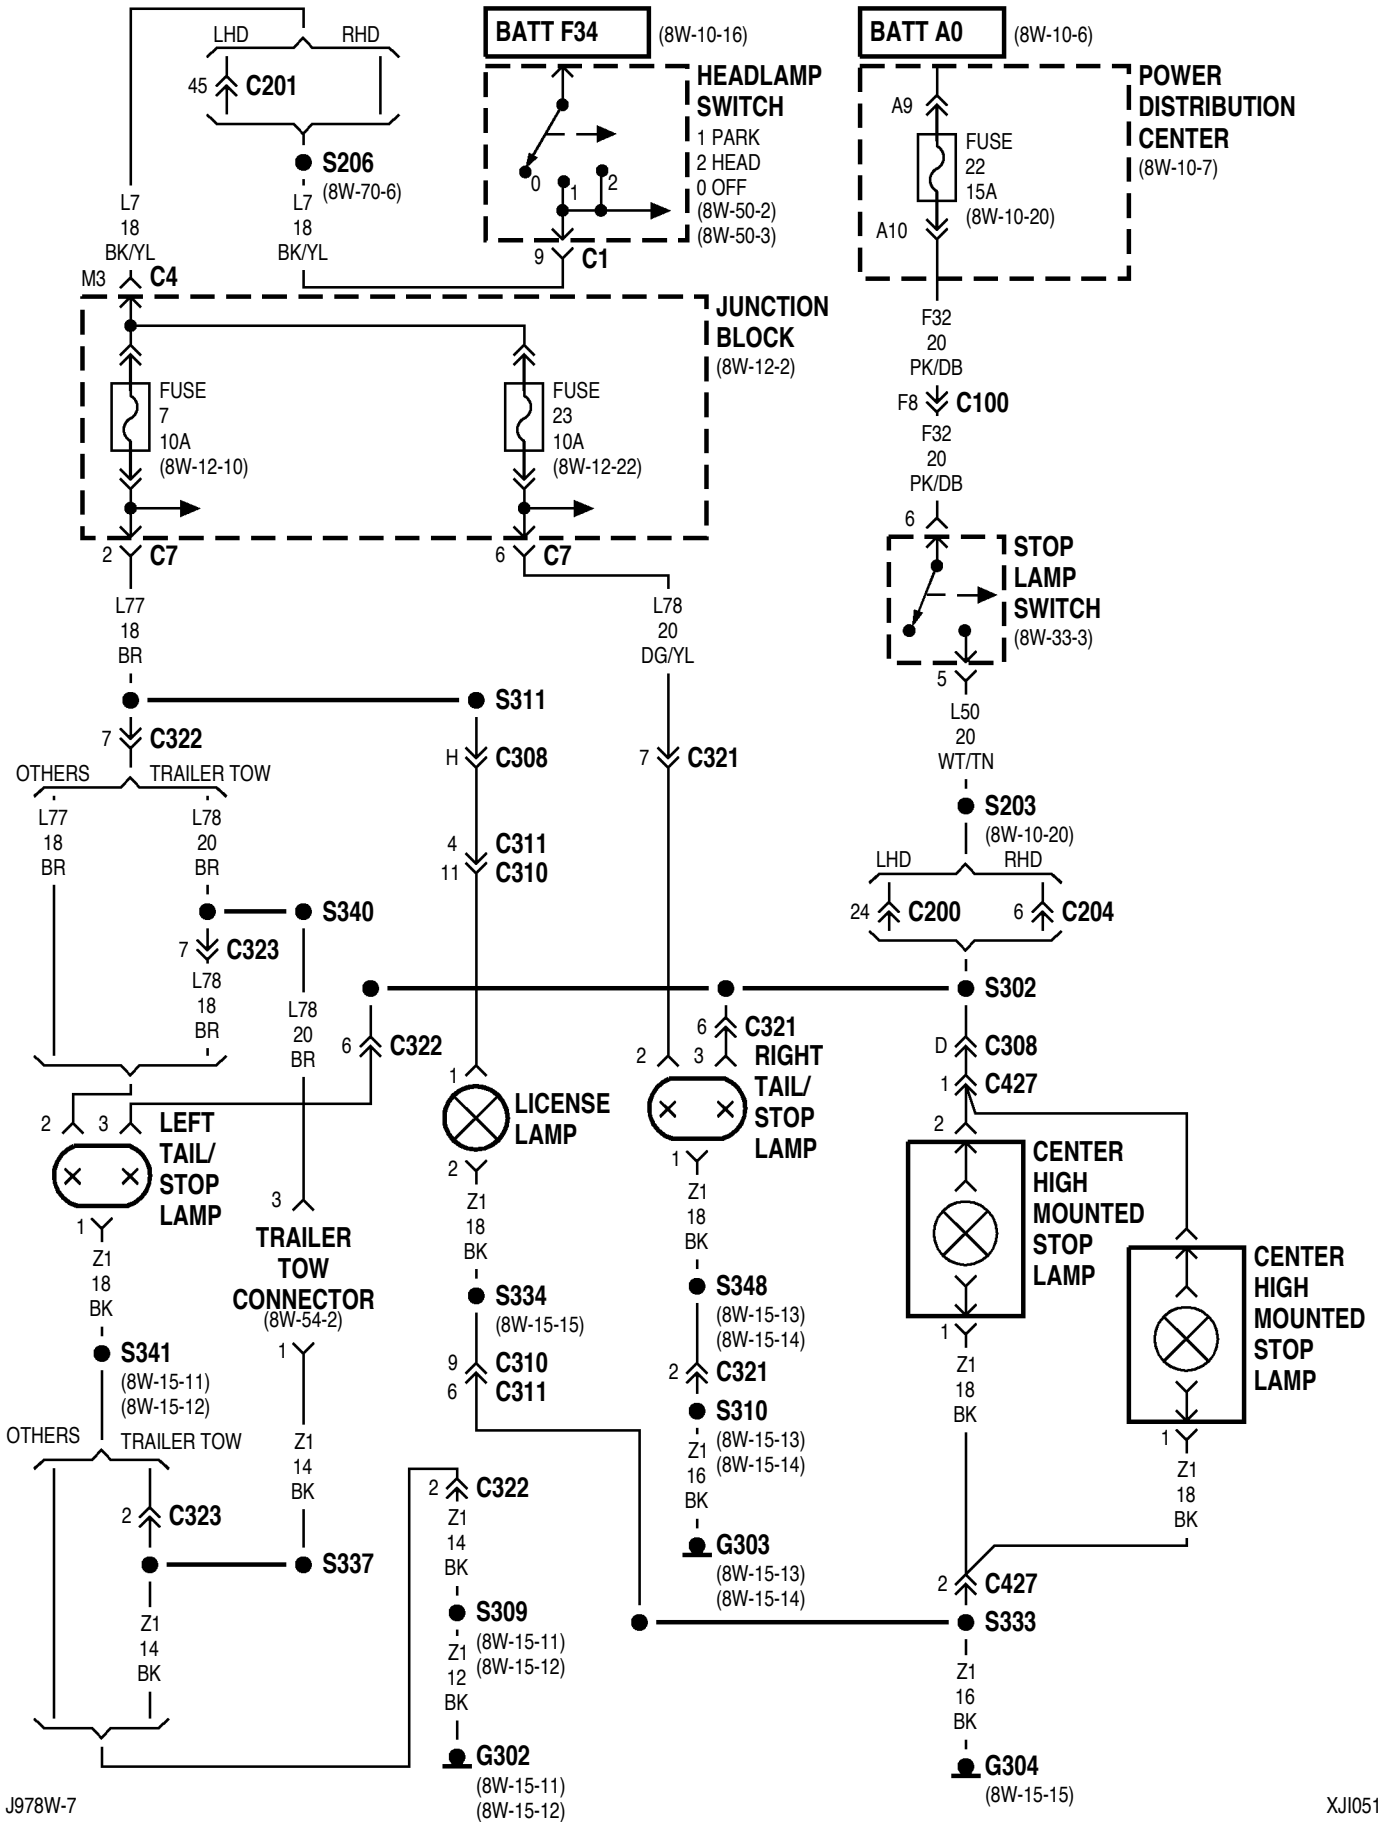 BATT F34
(8W-10-16)
BATT A0
(8W-10-6)
LHD
RHD
45
C201
S206
(8W-70-6)
L7
18
BK/YL
L7
18
BK/YL
HEADLAMP
SWITCH
1 PARK
2 HEAD
0 OFF
(8W-50-2)
(8W-50-3)
0
1
2
9
C1
POWER
DISTRIBUTION
CENTER
(8W-10-7)
A9
FUSE
22
15A
(8W-10-20)
A10
M3
C4
JUNCTION
BLOCK
(8W-12-2)
FUSE
7
10A
(8W-12-10)
FUSE
23
10A
(8W-12-22)
2
C7
6
C7
F32
20
PK/DB
F8
C100
F32
20
PK/DB
6
STOP
LAMP
SWITCH
(8W-33-3)
5
L50
20
WT/TN
S203
(8W-10-20)
LHD
RHD
24
C200
6
C204
S302
L77
18
BR
S311
7
C322
OTHERS
TRAILER TOW
L77
18
BR
L78
20
BR
S340
7
C323
L78
18
BR
L78
20
BR
H
C308
4
C311
11
C310
L78
20
DG/YL
7
C321
6
C322
6
C321
2
3
RIGHT
TAIL/
STOP
LAMP
1
LICENSE
LAMP
2
D
C308
1
C427
2
CENTER
HIGH
MOUNTED
STOP
LAMP
1
CENTER
HIGH
MOUNTED
STOP
LAMP
1
2
3
LEFT
TAIL/
STOP
LAMP
1
Z1
18
BK
S341
(8W-15-11)
(8W-15-12)
3
TRAILER
TOW
CONNECTOR
(8W-54-2)
1
Z1
14
BK
Z1
18
BK
S334
(8W-15-15)
9
C310
6
C311
1
Z1
18
BK
S348
(8W-15-13)
(8W-15-14)
2
C321
S310
(8W-15-13)
(8W-15-14)
Z1
16
BK
G303
(8W-15-13)
(8W-15-14)
Z1
18
BK
Z1
18
BK
2
C427
S333
Z1
16
BK
G304
(8W-15-15)
OTHERS
TRAILER TOW
2
C323
S337
Z1
14
BK
2
C322
Z1
14
BK
S309
(8W-15-11)
(8W-15-12)
Z1
12
BK
G302
(8W-15-11)
(8W-15-12)
J978W-7
XJI051